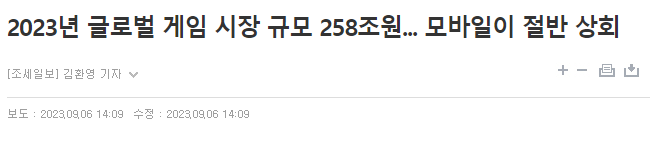 2023년 글로벌 게임 시장 규모 258조원... 모바일이 절반 상회
[조세일보] 김환영 기자
보도 : 2023.09.06 14:09 수정 : 2023.09.06 14:09